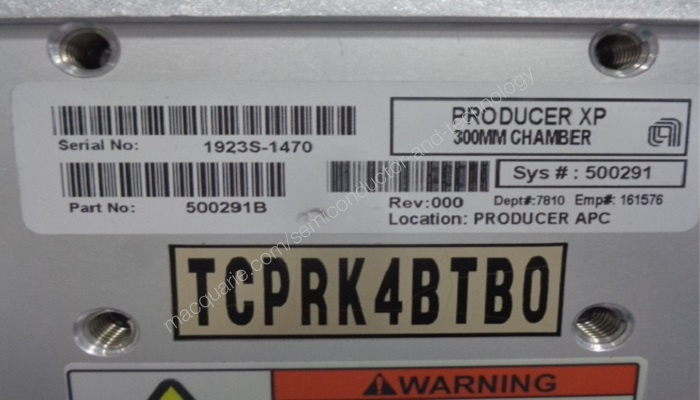 PRODUCER XP
300MM CHAMBER
Serial No: 1923S-1470
Sys # : 500291
Part No: 500291B
Rev:000 Dept#:7810 Emp#: 161576
Location: PRODUCER APC
TCPRK4BTB0
WARNING
macquarie.com/semiconductor-and-technology